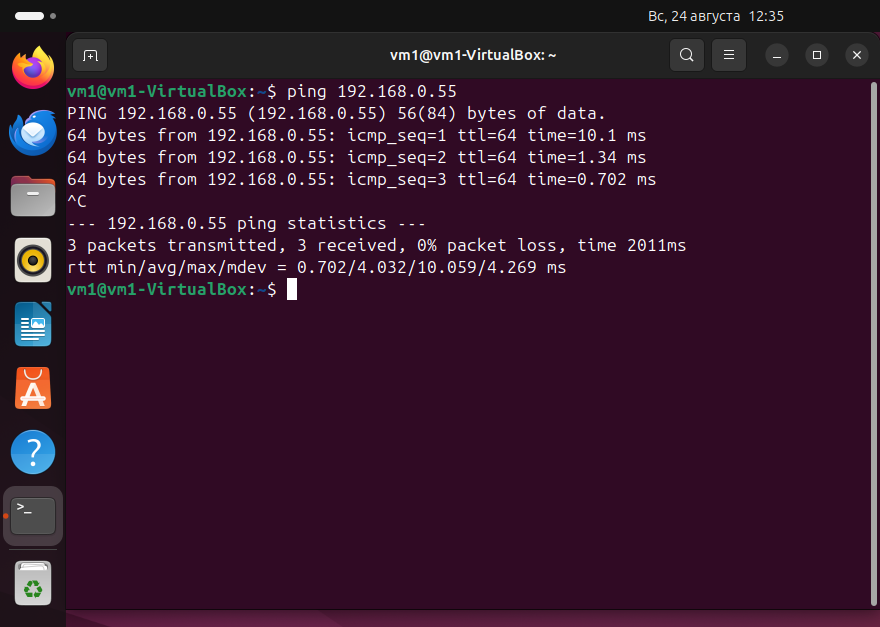 Вс, 24 августа 12:35
vm1@vm1-VirtualBox: ~
vm1@vm1-VirtualBox:~$ ping 192.168.0.55
PING 192.168.0.55 (192.168.0.55) 56(84) bytes of data.
64 bytes from 192.168.0.55: icmp_seq=1 ttl=64 time=10.1 ms
64 bytes from 192.168.0.55: icmp_seq=2 ttl=64 time=1.34 ms
64 bytes from 192.168.0.55: icmp_seq=3 ttl=64 time=0.702 ms
^C
--- 192.168.0.55 ping statistics ---
3 packets transmitted, 3 received, 0% packet loss, time 2011ms
rtt min/avg/max/mdev = 0.702/4.032/10.059/4.269 ms
vm1@vm1-VirtualBox:~$